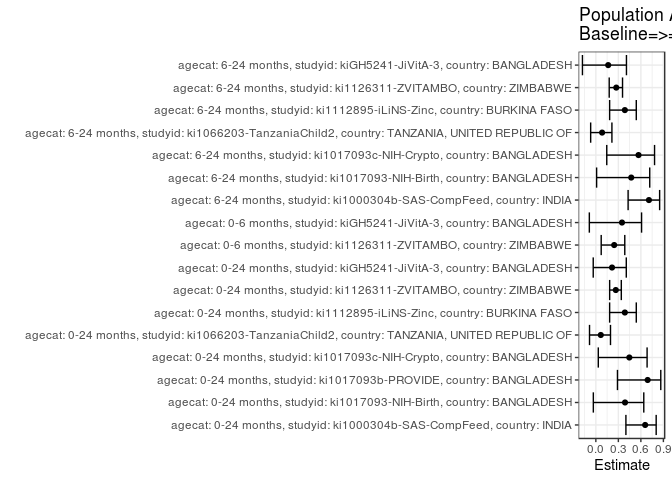 Population
Baseline=>=
agecat: 6-24 months, studyid: kiGH5241-JiVitA-3, country: BANGLADESH
agecat: 6-24 months, studyid: ki1126311-ZVITAMBO, country: ZIMBABWE
agecat: 6-24 months, studyid: ki1112895-iLiNS-Zinc, country: BURKINA FASO
agecat: 6-24 months, studyid: ki1066203-TanzaniaChild2, country: TANZANIA, UNITED REPUBLIC OF
agecat: 6-24 months, studyid: ki1017093c-NIH-Crypto, country: BANGLADESH
agecat: 6-24 months, studyid: ki1017093-NIH-Birth, country: BANGLADESH
agecat: 6-24 months, studyid: ki1000304b-SAS-CompFeed, country: INDIA
agecat: 0-6 months, studyid: kiGH5241-JiVitA-3, country: BANGLADESH
agecat: 0-6 months, studyid: ki1126311-ZVITAMBO, country: ZIMBABWE
agecat: 0-24 months, studyid: kiGH5241-JiVitA-3, country: BANGLADESH
agecat: 0-24 months, studyid: ki1126311-ZVITAMBO, country: ZIMBABWE
agecat: 0-24 months, studyid: ki1112895-iLiNS-Zinc, country: BURKINA FASO
agecat: 0-24 months, studyid: ki1066203-TanzaniaChild2, country: TANZANIA, UNITED REPUBLIC OF
agecat: 0-24 months, studyid: ki1017093c-NIH-Crypto, country: BANGLADESH
agecat: 0-24 months, studyid: ki1017093b-PROVIDE, country: BANGLADESH
agecat: 0-24 months, studyid: ki1017093-NIH-Birth, country: BANGLADESH
agecat: 0-24 months, studyid: ki1000304b-SAS-CompFeed, country: INDIA
0.0 0.3 0.6 0.9
Estimate